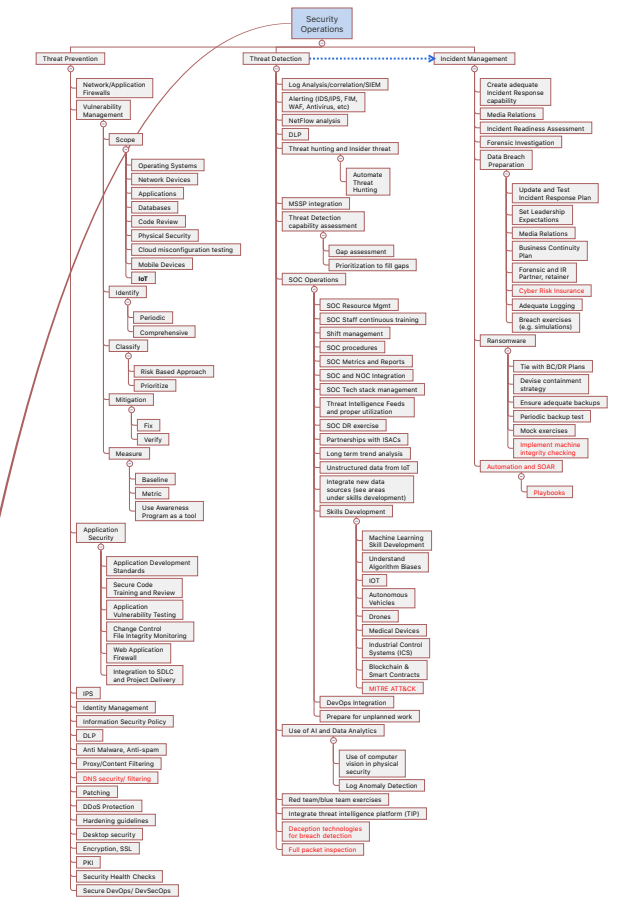 Security
Operations
Threat Prevention
Network/Application
Firewalls
Vulnerability
Management
Scope
Operating Systems
Network Devices
Applications
Databases
Code Review
Physical Security
Cloud misconfiguration testing
Mobile Devices
IoT
Identify
Periodic
Comprehensive
Classify
Risk Based Approach
Prioritize
Mitigation
Fix
Verify
Measure
Baseline
Metric
Use Awareness
Program as a tool
Application
Security
Application Development
Standards
Secure Code
Training and Review
Application
Vulnerability Testing
Change Control
File Integrity Monitoring
Web Application
Firewall
Integration to SDLC
and Project Delivery
IPS
Identity Management
Information Security Policy
DLP
Anti Malware, Anti-spam
Proxy/Content Filtering
DNS security/ filtering
Patching
DDoS Protection
Hardening guidelines
Desktop security
Encryption, SSL
PKI
Security Health Checks
Secure DevOps/ DevSecOps
Threat Detection
Log Analysis/correlation/SIEM
Alerting (IDS/IPS, FIM,
WAF, Antivirus, etc)
NetFlow analysis
DLP
Threat hunting and Insider threat
Automate
Threat
Hunting
MSSP integration
Threat Detection
capability assessment
Gap assessment
Prioritization to fill gaps
SOC Operations
SOC Resource Mgmt
SOC Staff continuous training
Shift management
SOC procedures
SOC Metrics and Reports
SOC and NOC Integration
SOC Tech stack management
Threat Intelligence Feeds
and proper utilization
SOC DR exercise
Partnerships with ISACs
Long term trend analysis
Unstructured data from IoT
Integrate new data
sources (see areas
under skills development)
Skills Development
Machine Learning
Skill Development
Understand
Algorithm Biases
IOT
Autonomous
Vehicles
Drones
Medical Devices
Industrial Control
Systems (ICS)
Blockchain &
Smart Contracts
MITRE ATT&CK
DevOps Integration
Prepare for unplanned work
Use of AI and Data Analytics
Use of computer
vision in physical
security
Log Anomaly Detection
Red team/blue team exercises
Integrate threat intelligence platform (TIP)
Deception technologies
for breach detection
Full packet inspection
Incident Management
Create adequate
Incident Response
capability
Media Relations
Incident Readiness Assessment
Forensic Investigation
Data Breach
Preparation
Update and Test
Incident Response Plan
Set Leadership
Expectations
Media Relations
Business Continuity
Plan
Forensic and IR
Partner, retainer
Cyber Risk Insurance
Adequate Logging
Breach exercises
(e.g. simulations)
Ransomware
Tie with BC/DR Plans
Devise containment
strategy
Ensure adequate backups
Periodic backup test
Mock exercises
Implement machine
integrity checking
Automation and SOAR
Playbooks